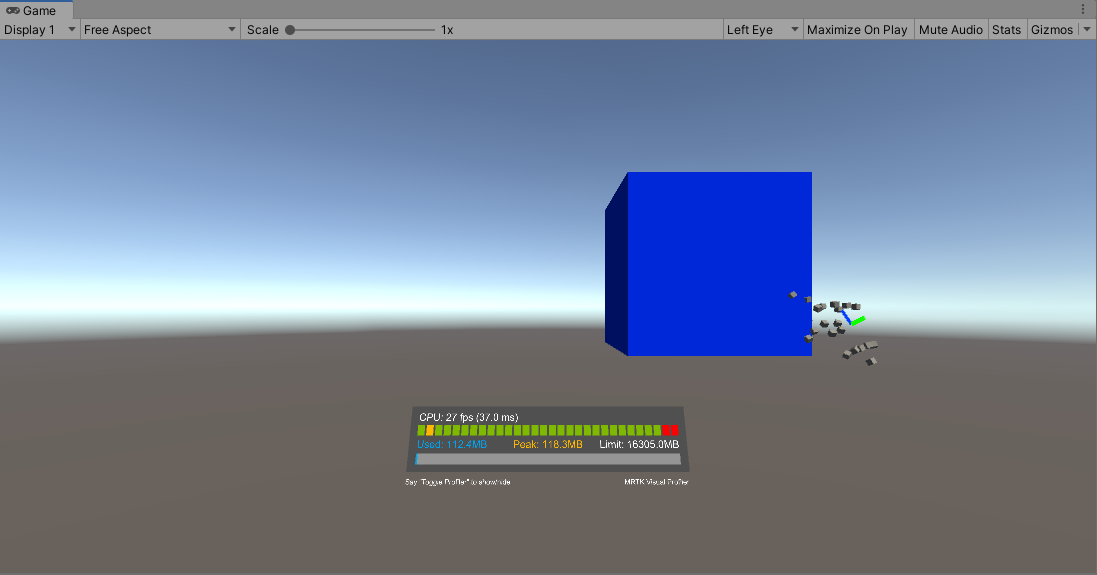 Game
Display 1 Free Aspect Scale 1x Left Eye Maximize On Play Mute Audio Stats Gizmos
CPU: 27 fps (37.0 ms)
Used: 112.4MB Peak: 118.3MB Limit: 16305.0MB
Say "Toggle Profiler" to show/hide MRTK Visual Profiler